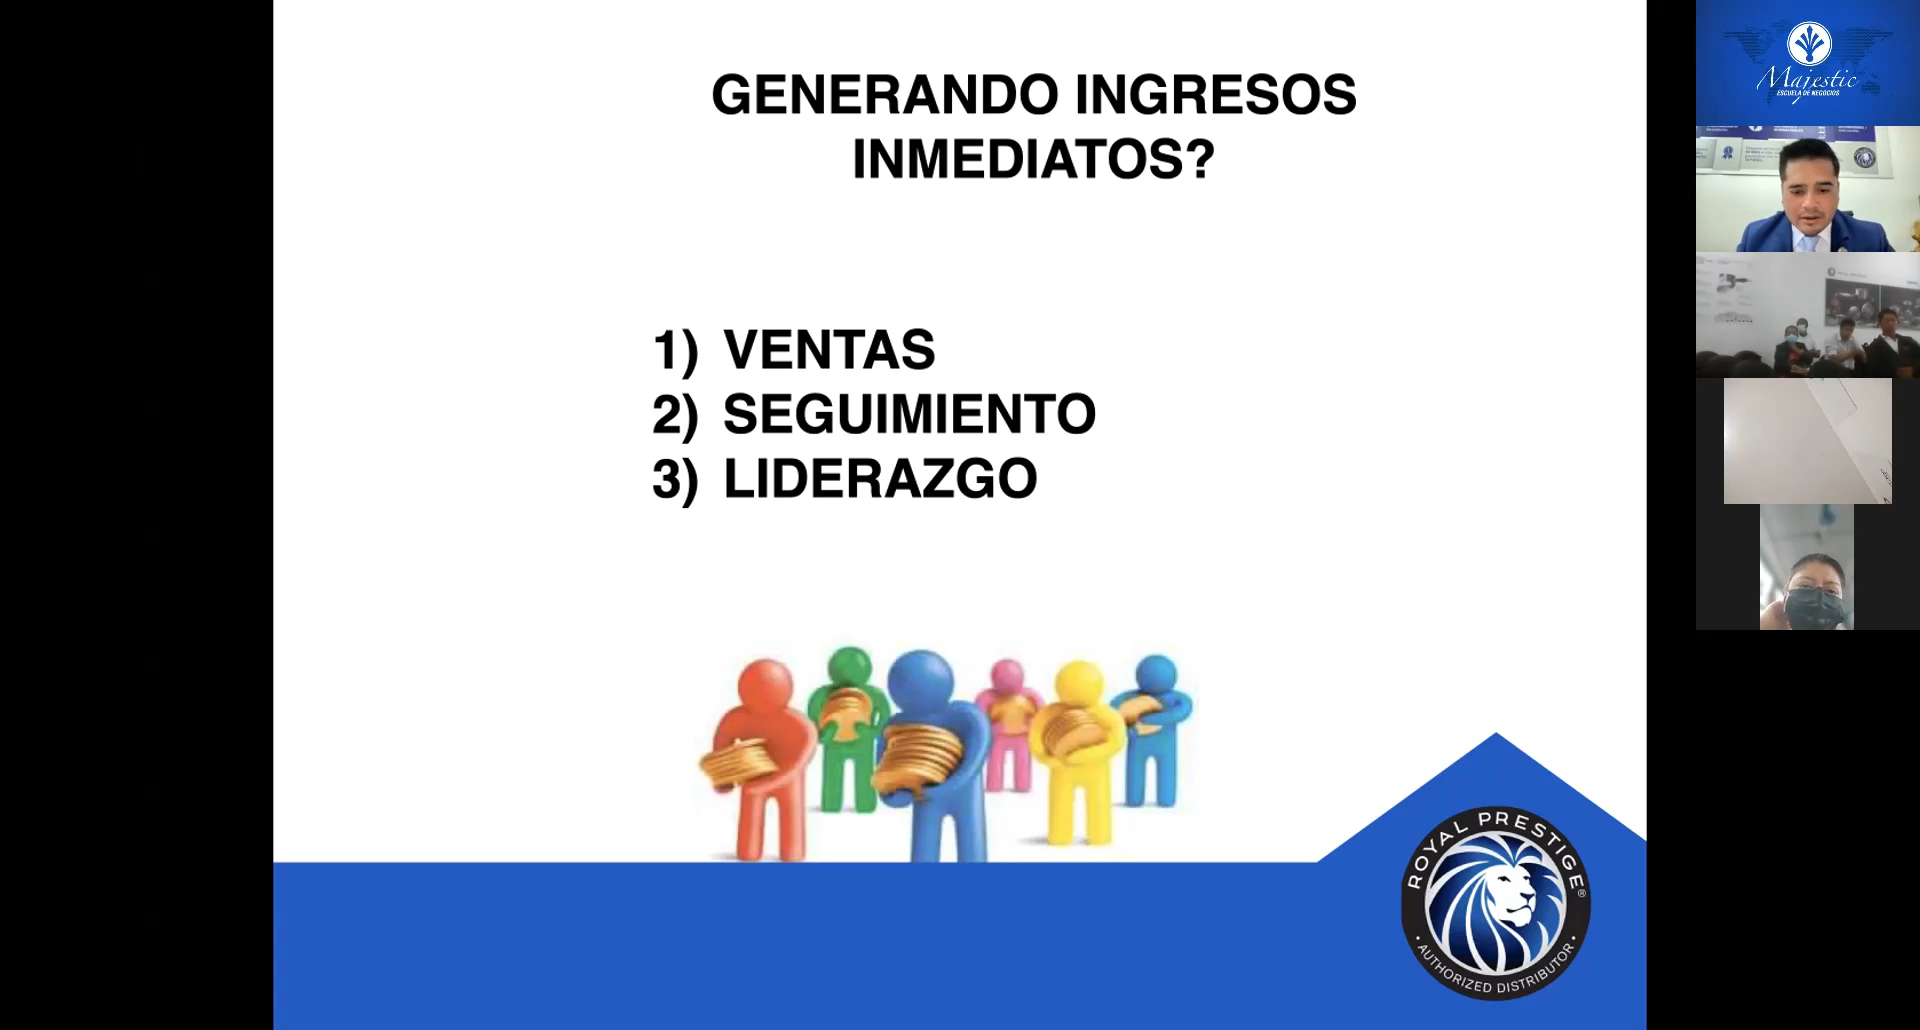 GENERANDO INGRESOS
INMEDIATOS?
1) VENTAS
2) SEGUIMIENTO
3) LIDERAZGO
ROYAL PRESTIGE®
• AUTHORIZED DISTRIBUTOR •
Majestic
ESCUELA DE NEGOCIOS